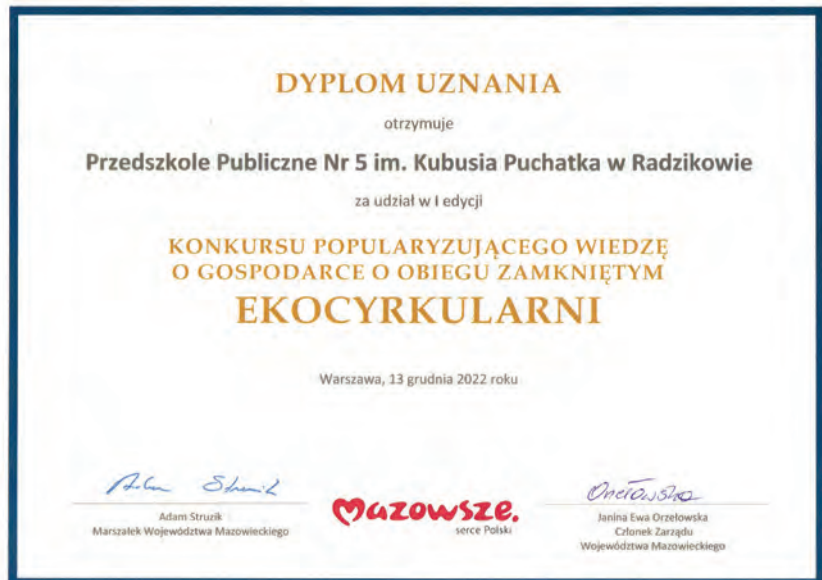 DYPLOM UZNANIA
otrzymuje
Przedszkole Publiczne Nr 5 im. Kubusia Puchatka w Radzikowie
za udział w I edycji
KONKURSU POPULARYZUJĄCEGO WIEDZĘ
O GOSPODARCE O OBIEGU ZAMKNIĘTYM
EKOCYRKULARNI
Warszawa, 13 grudnia 2022 roku
Adam Struzik
Marszałek Województwa Mazowieckiego
Mazowsze.
serce Polski
Janina Ewa Orzełowska
Członek Zarządu
Województwa Mazowieckiego